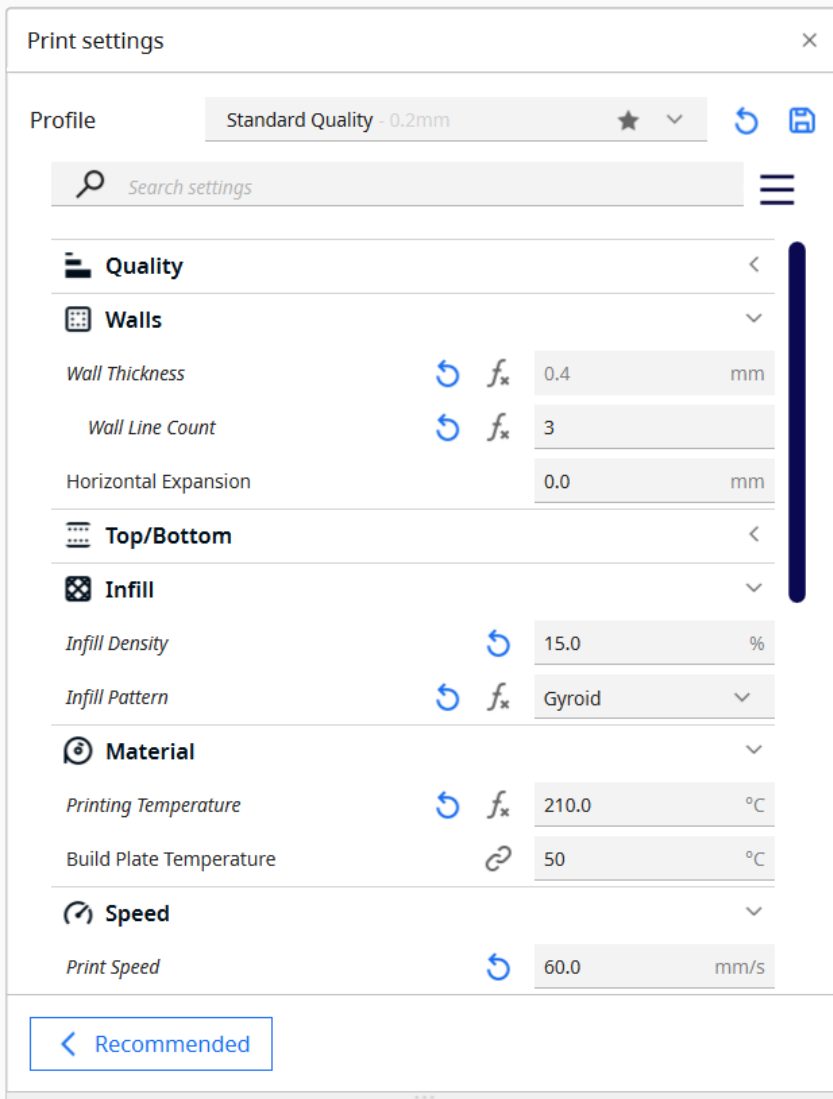 Print settings
Profile Standard Quality - 0.2mm
Search settings
Quality
Walls
Wall Thickness 0.4 mm
Wall Line Count 3
Horizontal Expansion 0.0 mm
Top/Bottom
Infill
Infill Density 15.0 %
Infill Pattern Gyroid
Material
Printing Temperature 210.0 °C
Build Plate Temperature 50 °C
Speed
Print Speed 60.0 mm/s
Recommended